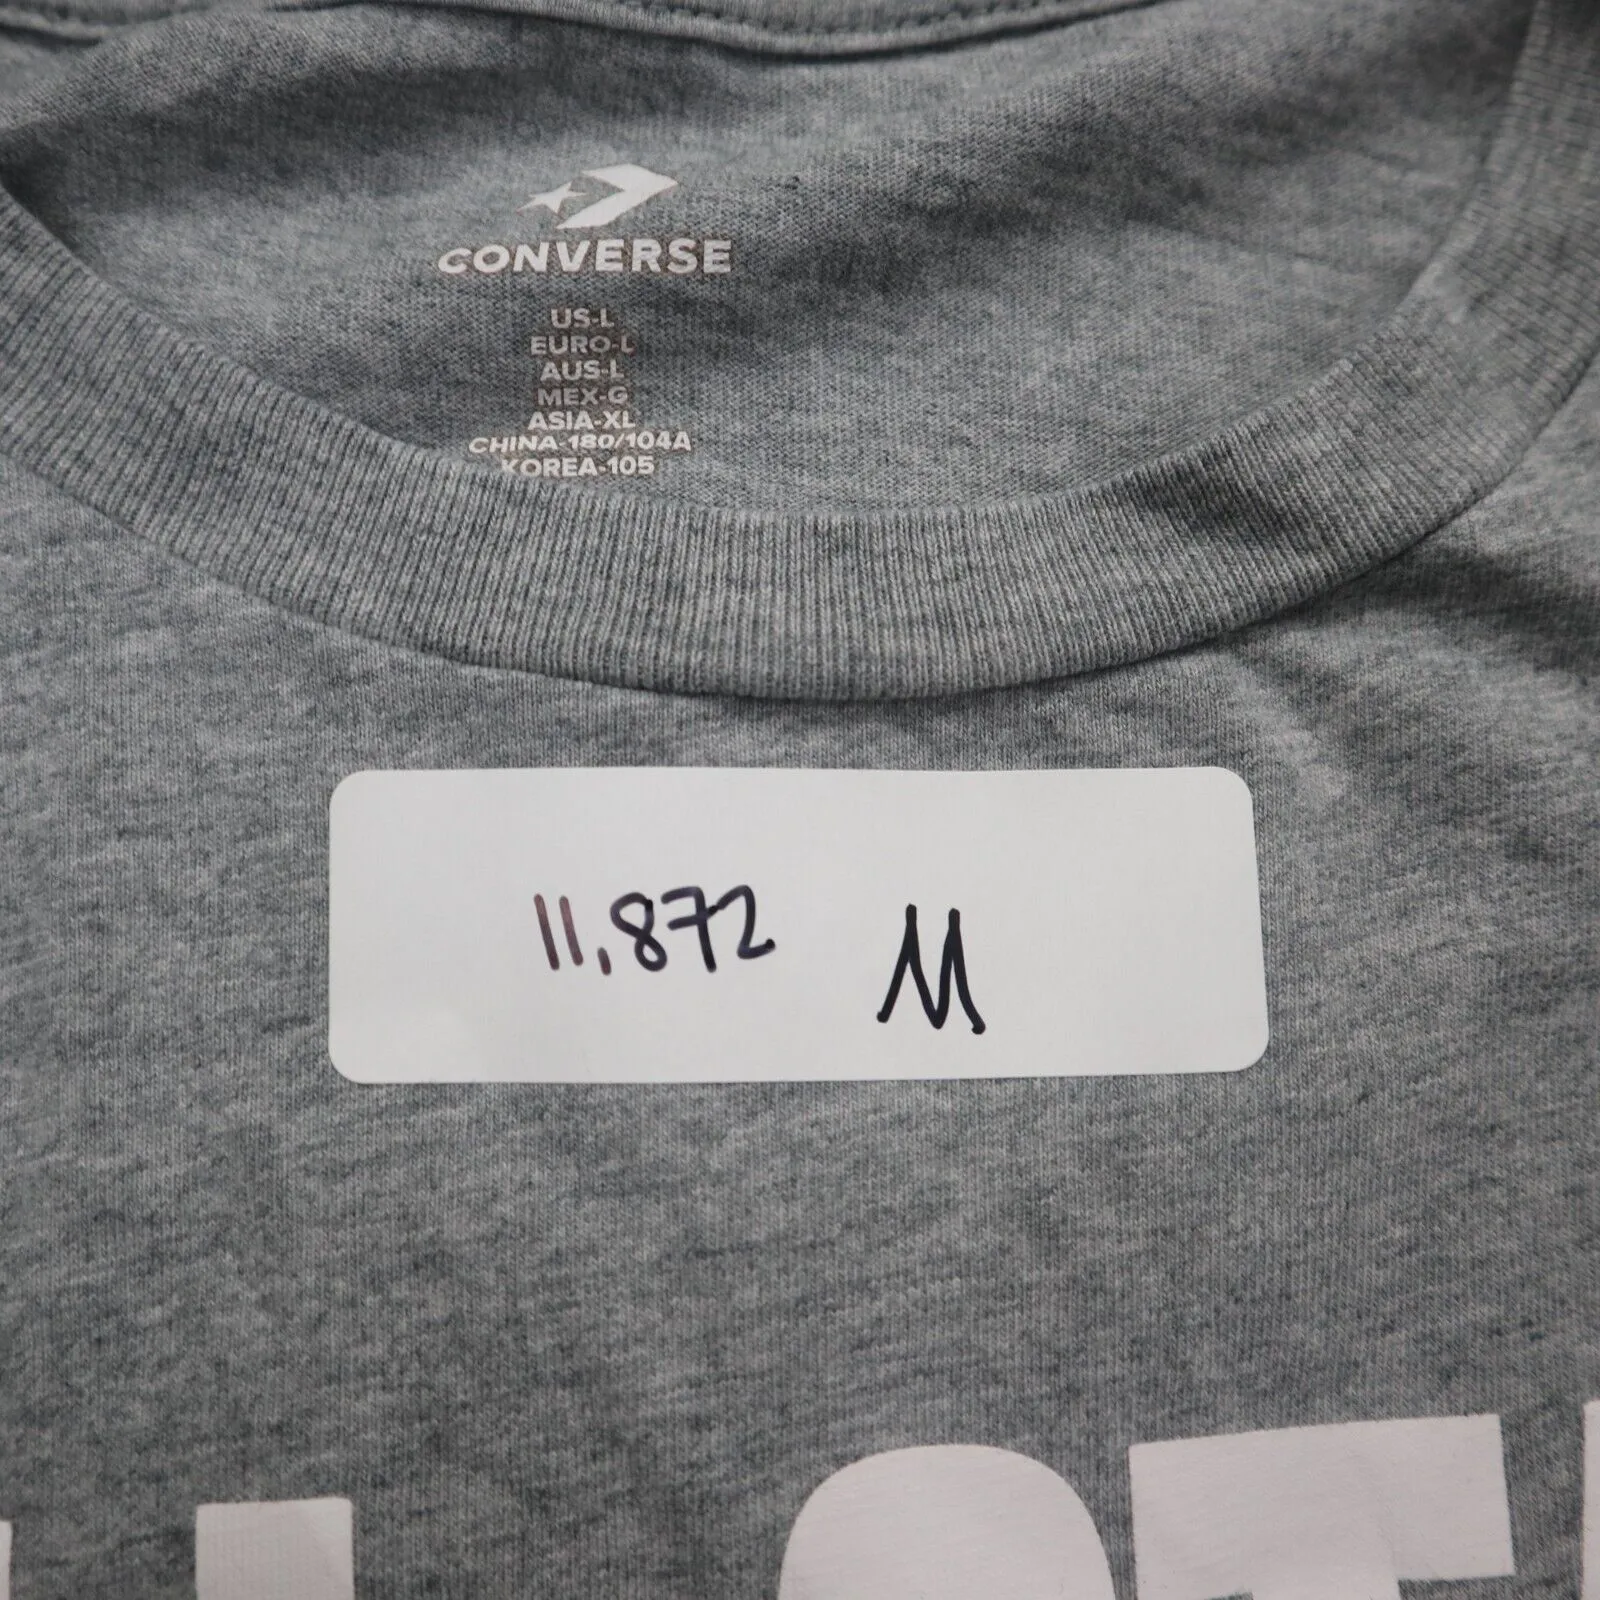 CONVERSE
US-L
EURO-L
AUS-L
MEX-G
ASIA-XL
CHINA-180/104A
KOREA-105
11,872 M